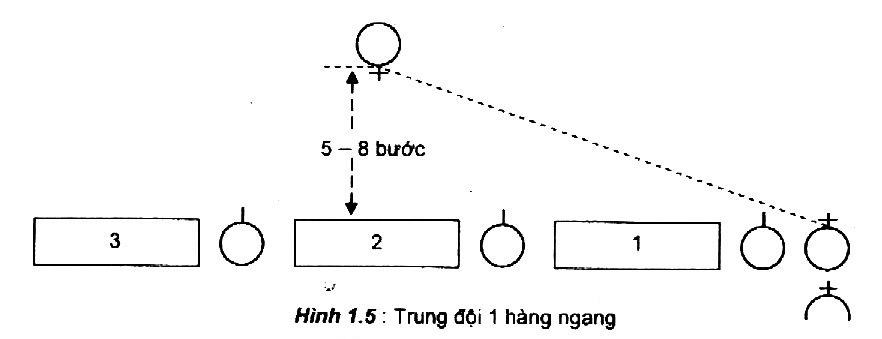 5 – 8 bước
3 2 1
Hình 1.5 : Trung đội 1 hàng ngang